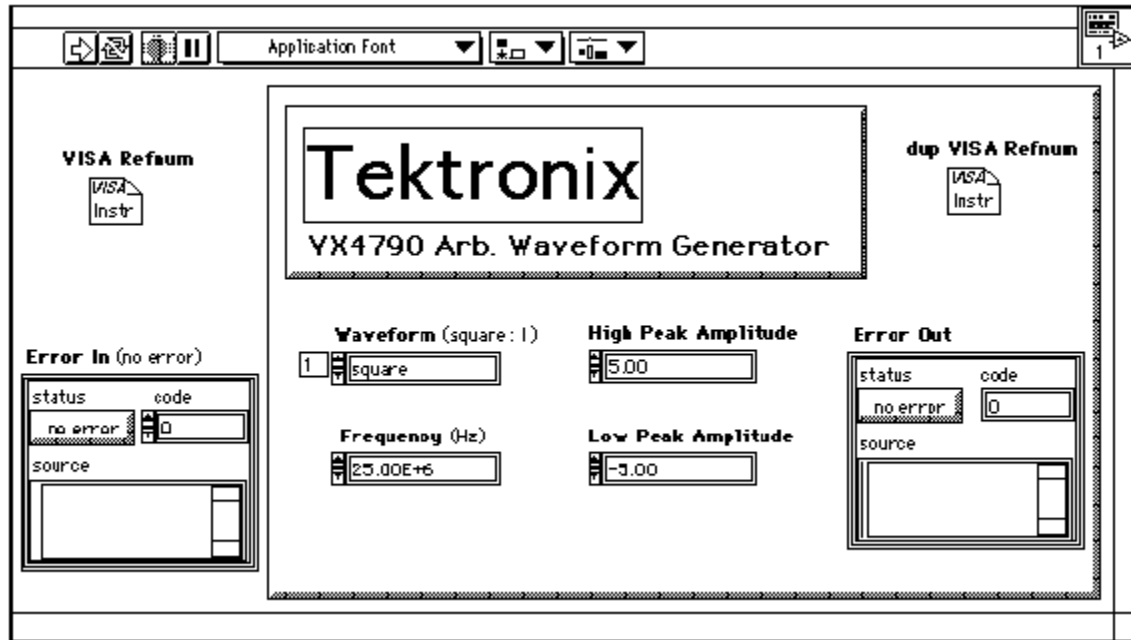 Application Font
1
VISA Refnum
VISA
Instr
Tektronix
VX4790 Arb. Waveform Generator
dup VISA Refnum
VISA
Instr
Error In (no error)
status
code
no error
0
source
Waveform (square:1)
1
square
High Peak Amplitude
5.00
Frequency (Hz)
25.00E+6
Low Peak Amplitude
-5.00
Error Out
status
code
no error
0
source